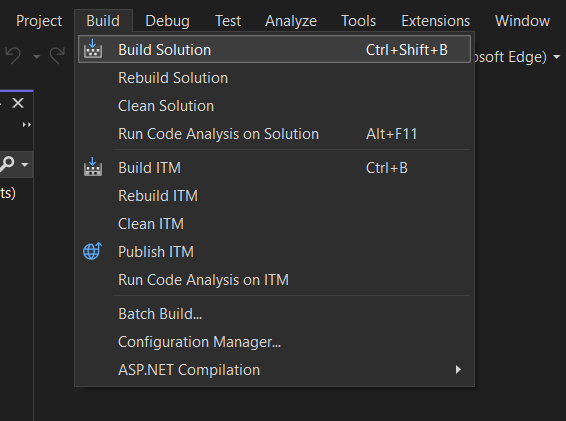 Project Build Debug Test Analyze Tools Extensions Window
Build Solution Ctrl+Shift+B
osoft Edge)
Rebuild Solution
Clean Solution
Run Code Analysis on Solution Alt+F11
Build ITM Ctrl+B
ts)
Rebuild ITM
Clean ITM
Publish ITM
Run Code Analysis on ITM
Batch Build...
Configuration Manager...
ASP.NET Compilation